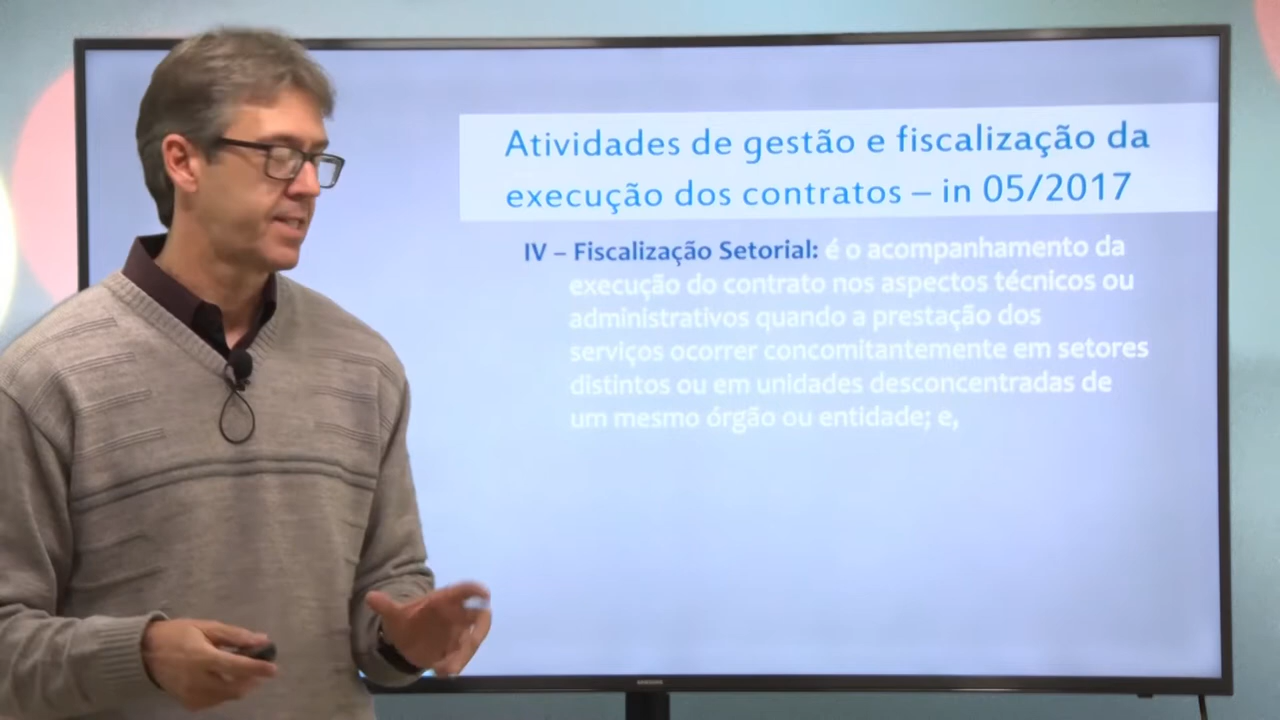 Atividades de gestão e fiscalização da
execução dos contratos – in 05/2017
IV – Fiscalização Setorial: é o acompanhamento da
execução do contrato nos aspectos técnicos ou
administrativos quando a prestação dos
serviços ocorrer concomitantemente em setores
distintos ou em unidades desconcentradas de
um mesmo órgão ou entidade; e,
SAMSUNG